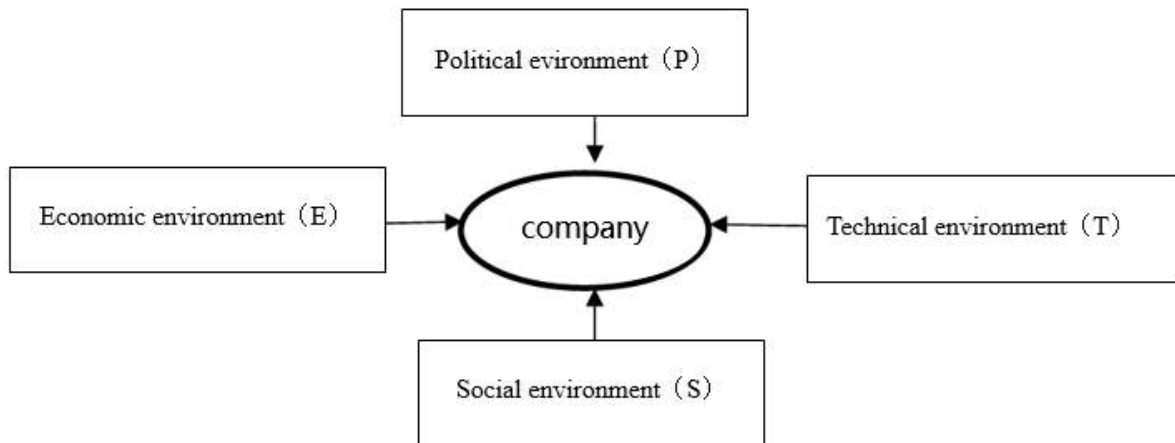 Political evironment（P）
Economic environment（E）
company
Technical environment（T）
Social environment（S）